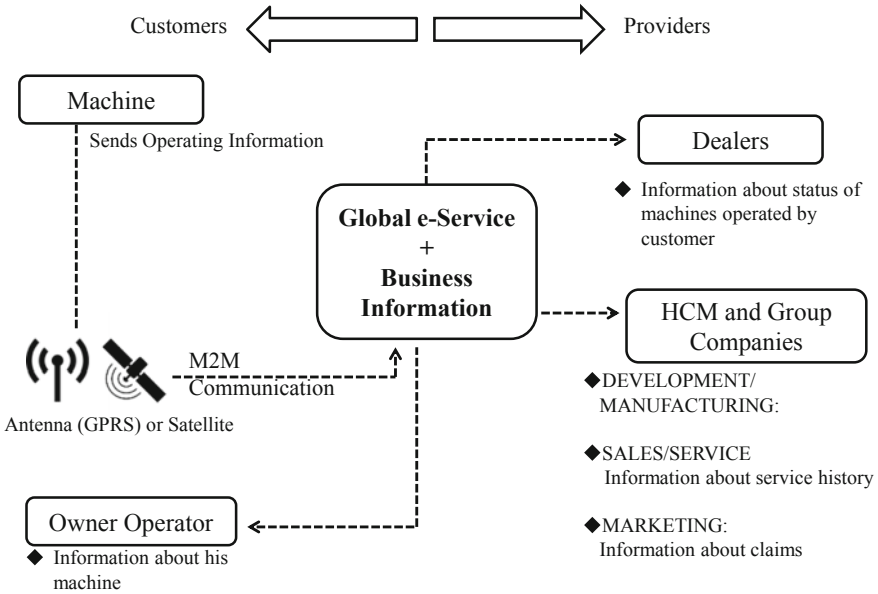 Customers
Providers
Machine
Sends Operating Information
Dealers
◆ Information about status of
machines operated by
customer
Global e-Service
+
Business
Information
HCM and Group
Companies
◆DEVELOPMENT/
MANUFACTURING:
◆SALES/SERVICE
Information about service history
◆MARKETING:
Information about claims
M2M
Communication
Antenna (GPRS) or Satellite
Owner Operator
◆ Information about his
machine